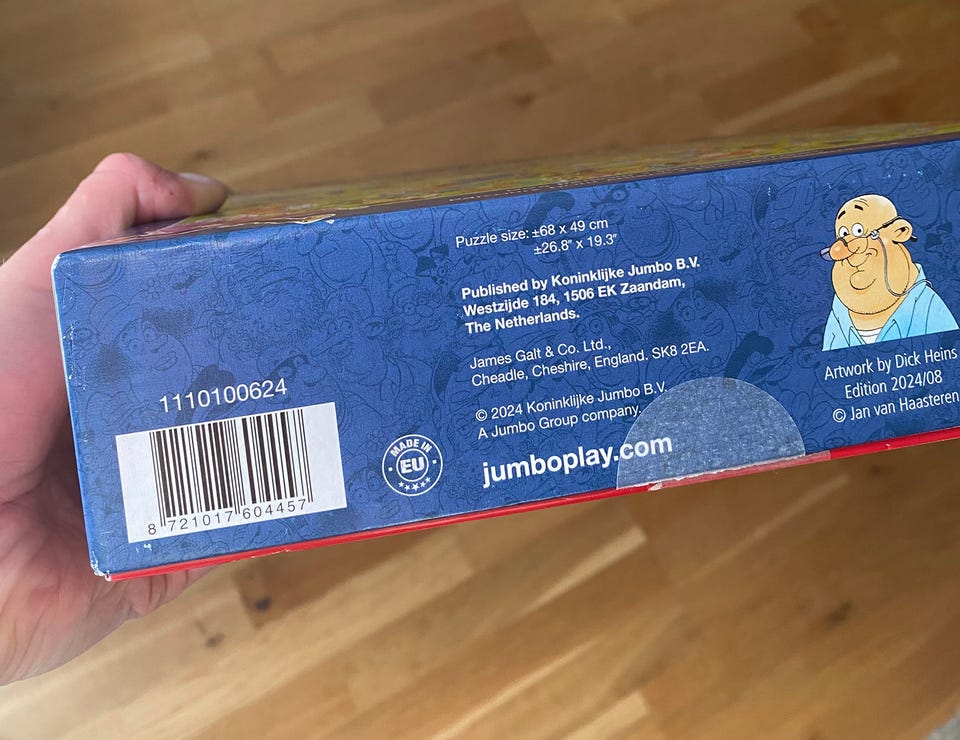 Puzzle size: ±68 x 49 cm
±26.8" x 19.3"
Published by Koninklijke Jumbo B.V.
Westzijde 184, 1506 EK Zaandam,
The Netherlands.
James Galt & Co. Ltd.,
Cheadle, Cheshire, England. SK8 2EA.
© 2024 Koninklijke Jumbo B.V.
A Jumbo Group company.
jumboplay.com
1110100624
8 721017 604457
MADE IN
EU
Artwork by Dick Heins
Edition 2024/08
© Jan van Haasteren